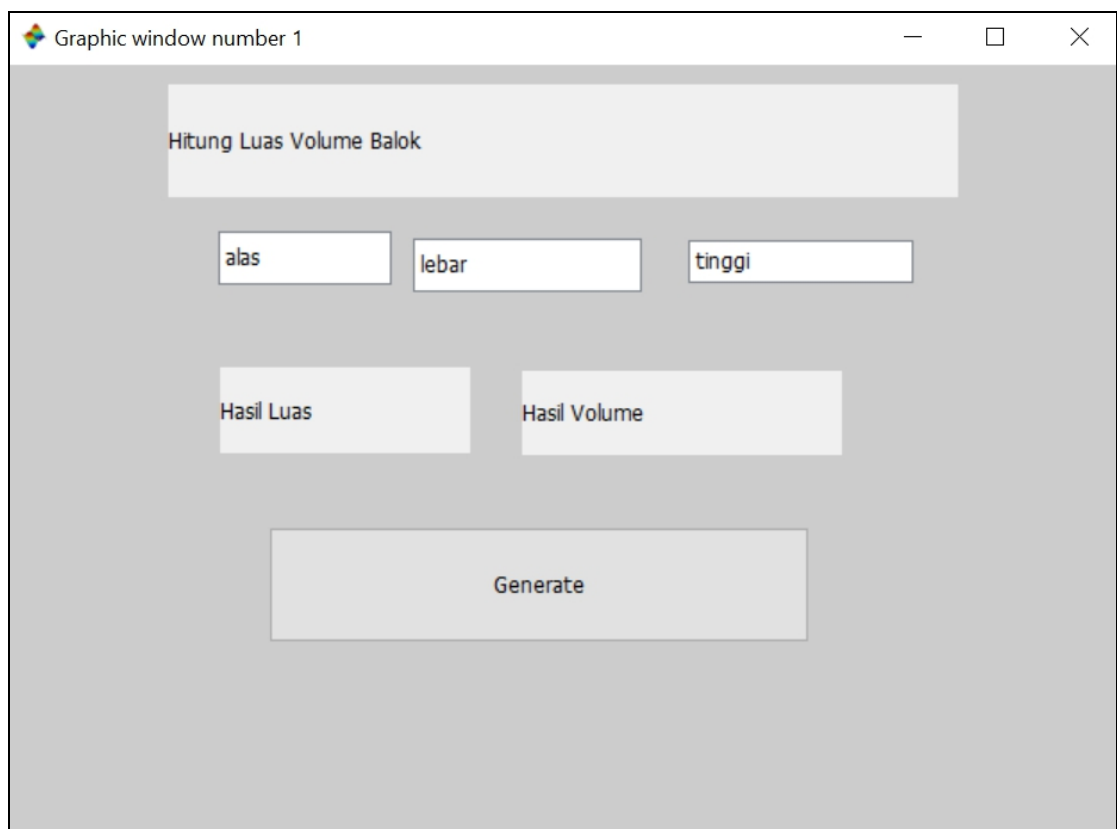 Graphic window number 1
Hitung Luas Volume Balok
alas
lebar
tinggi
Hasil Luas
Hasil Volume
Generate